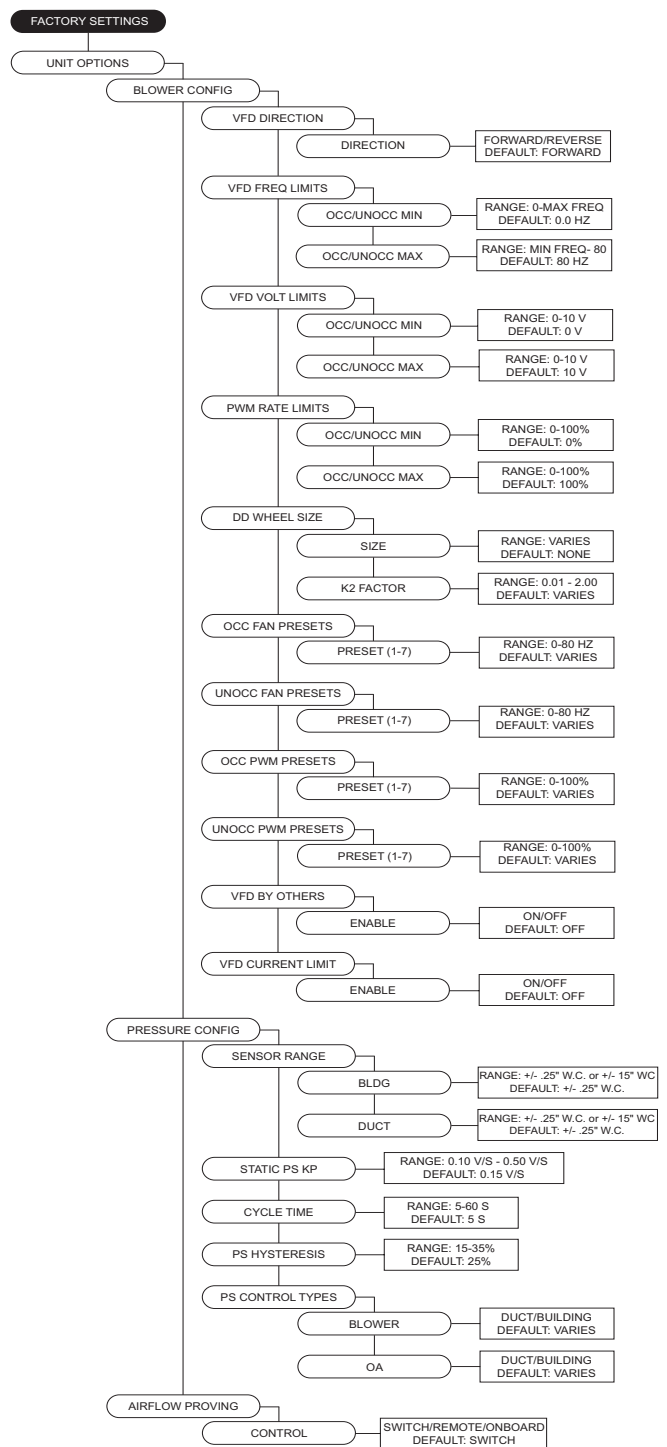 FACTORY SETTINGS
UNIT OPTIONS
BLOWER CONFIG
VFD DIRECTION
DIRECTION
FORWARD/REVERSE
DEFAULT: FORWARD
VFD FREQ LIMITS
OCC/UNOCC MIN
RANGE: 0-MAX FREQ
DEFAULT: 0.0 HZ
OCC/UNOCC MAX
RANGE: MIN FREQ- 80
DEFAULT: 80 HZ
VFD VOLT LIMITS
OCC/UNOCC MIN
RANGE: 0-10 V
DEFAULT: 0 V
OCC/UNOCC MAX
RANGE: 0-10 V
DEFAULT: 10 V
PWM RATE LIMITS
OCC/UNOCC MIN
RANGE: 0-100%
DEFAULT: 0%
OCC/UNOCC MAX
RANGE: 0-100%
DEFAULT: 100%
DD WHEEL SIZE
SIZE
RANGE: VARIES
DEFAULT: NONE
K2 FACTOR
RANGE: 0.01 - 2.00
DEFAULT: VARIES
OCC FAN PRESETS
PRESET (1-7)
RANGE: 0-80 HZ
DEFAULT: VARIES
UNOCC FAN PRESETS
PRESET (1-7)
RANGE: 0-80 HZ
DEFAULT: VARIES
OCC PWM PRESETS
PRESET (1-7)
RANGE: 0-100%
DEFAULT: VARIES
UNOCC PWM PRESETS
PRESET (1-7)
RANGE: 0-100%
DEFAULT: VARIES
VFD BY OTHERS
ENABLE
ON/OFF
DEFAULT: OFF
VFD CURRENT LIMIT
ENABLE
ON/OFF
DEFAULT: OFF
PRESSURE CONFIG
SENSOR RANGE
BLDG
RANGE: +/- .25" W.C. or +/- 15" WC
DEFAULT: +/- .25" W.C.
DUCT
RANGE: +/- .25" W.C. or +/- 15" WC
DEFAULT: +/- .25" W.C.
STATIC PS KP
RANGE: 0.10 V/S - 0.50 V/S
DEFAULT: 0.15 V/S
CYCLE TIME
RANGE: 5-60 S
DEFAULT: 5 S
PS HYSTERESIS
RANGE: 15-35%
DEFAULT: 25%
PS CONTROL TYPES
BLOWER
DUCT/BUILDING
DEFAULT: VARIES
OA
DUCT/BUILDING
DEFAULT: VARIES
AIRFLOW PROVING
CONTROL
SWITCH/REMOTE/ONBOARD
DEFAULT: SWITCH